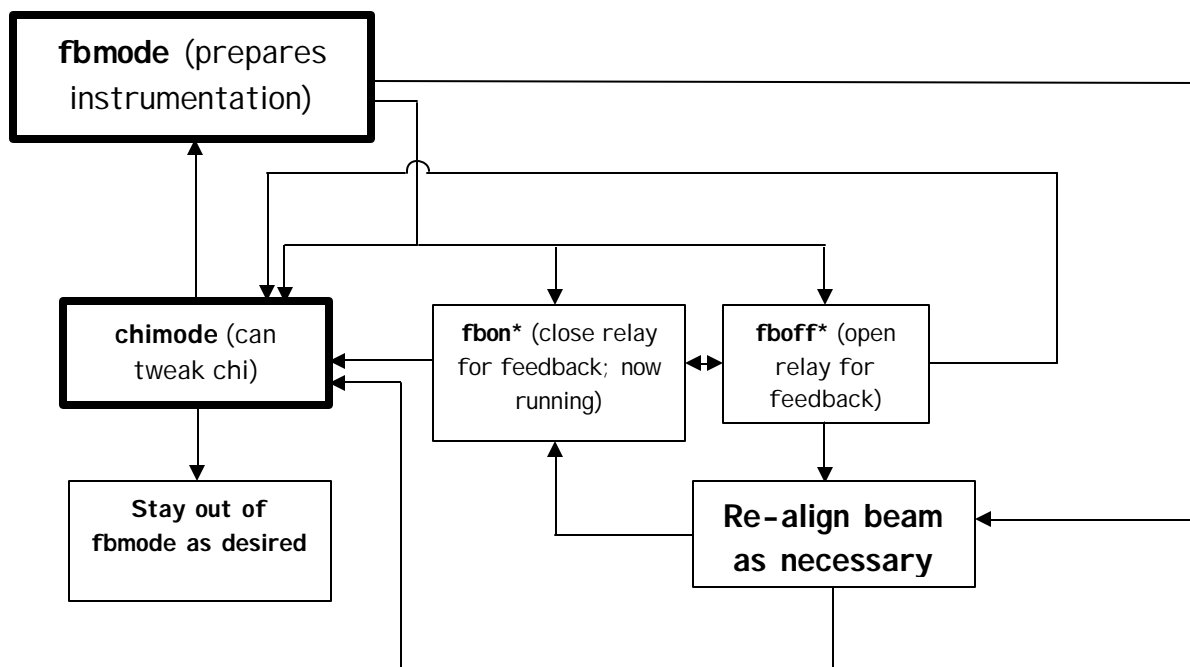 fbmode (prepares
instrumentation)
chimode (can
tweak chi)
fbon* (close relay
for feedback; now
running)
fboff* (open
relay for
feedback)
Stay out of
fbmode as desired
Re-align beam
as necessary